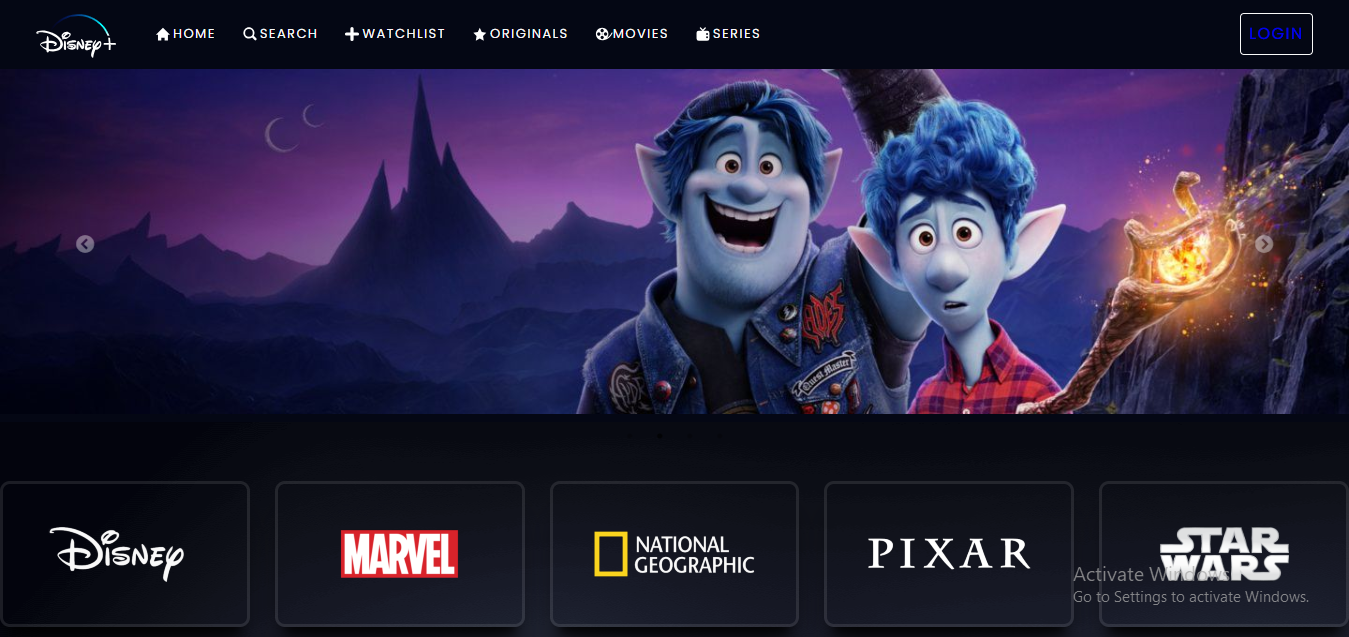 Disney+
HOME
SEARCH
WATCHLIST
ORIGINALS
MOVIES
SERIES
LOGIN
Quest Master
Disney
MARVEL
NATIONAL
GEOGRAPHIC
PIXAR
STAR
WARS
Activate Windows
Go to Settings to activate Windows.